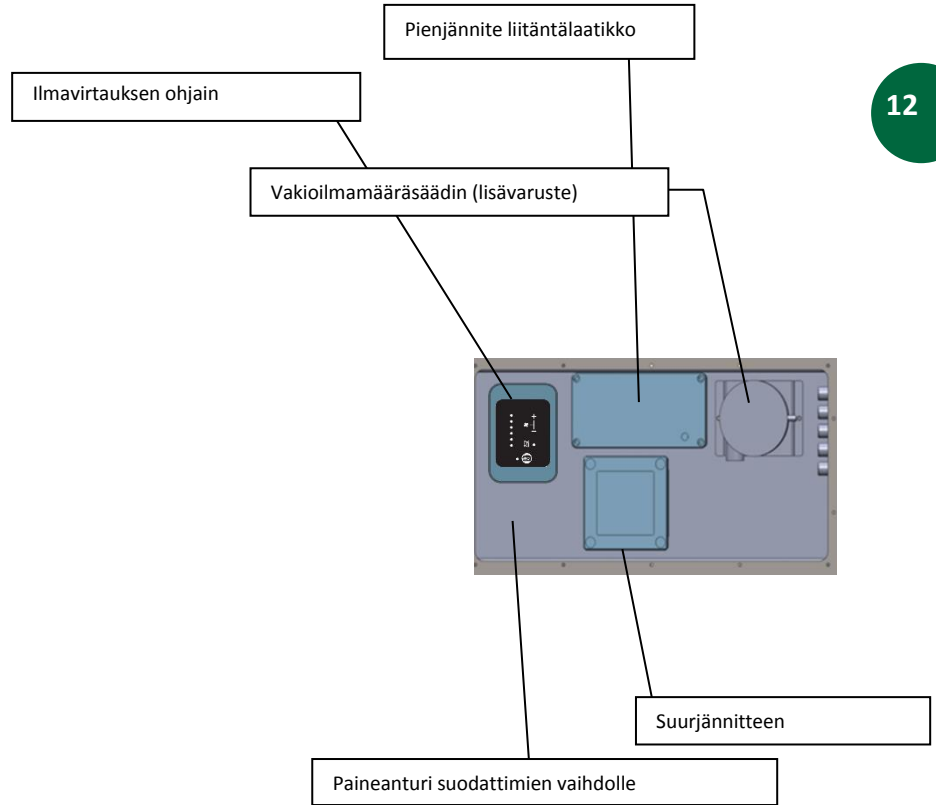 Pienjännite liitäntälaatikko
Ilmavirtauksen ohjain
12
Vakioilmamääräsäädin (lisävaruste)
Suurjännitteen
Paineanturi suodattimien vaihdolle